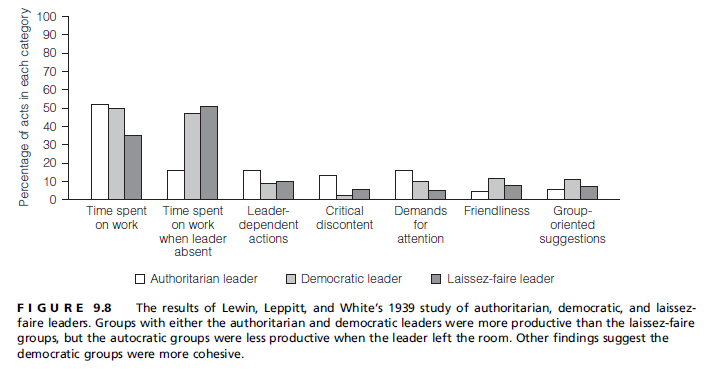 Percentage of acts in each category
100
90
80
70
60
50
40
30
20
10
0
Time spent
on work
Time spent
on work
when leader
absent
Leader-
dependent
actions
Critical
discontent
Demands
for
attention
Friendliness
Group-
oriented
suggestions
Authoritarian leader
Democratic leader
Laissez-faire leader
FIGURE 9.8 The results of Lewin, Leppitt, and White's 1939 study of authoritarian, democratic, and laissez-
faire leaders. Groups with either the authoritarian and democratic leaders were more productive than the laissez-faire
groups, but the autocratic groups were less productive when the leader left the room. Other findings suggest the
democratic groups were more cohesive.